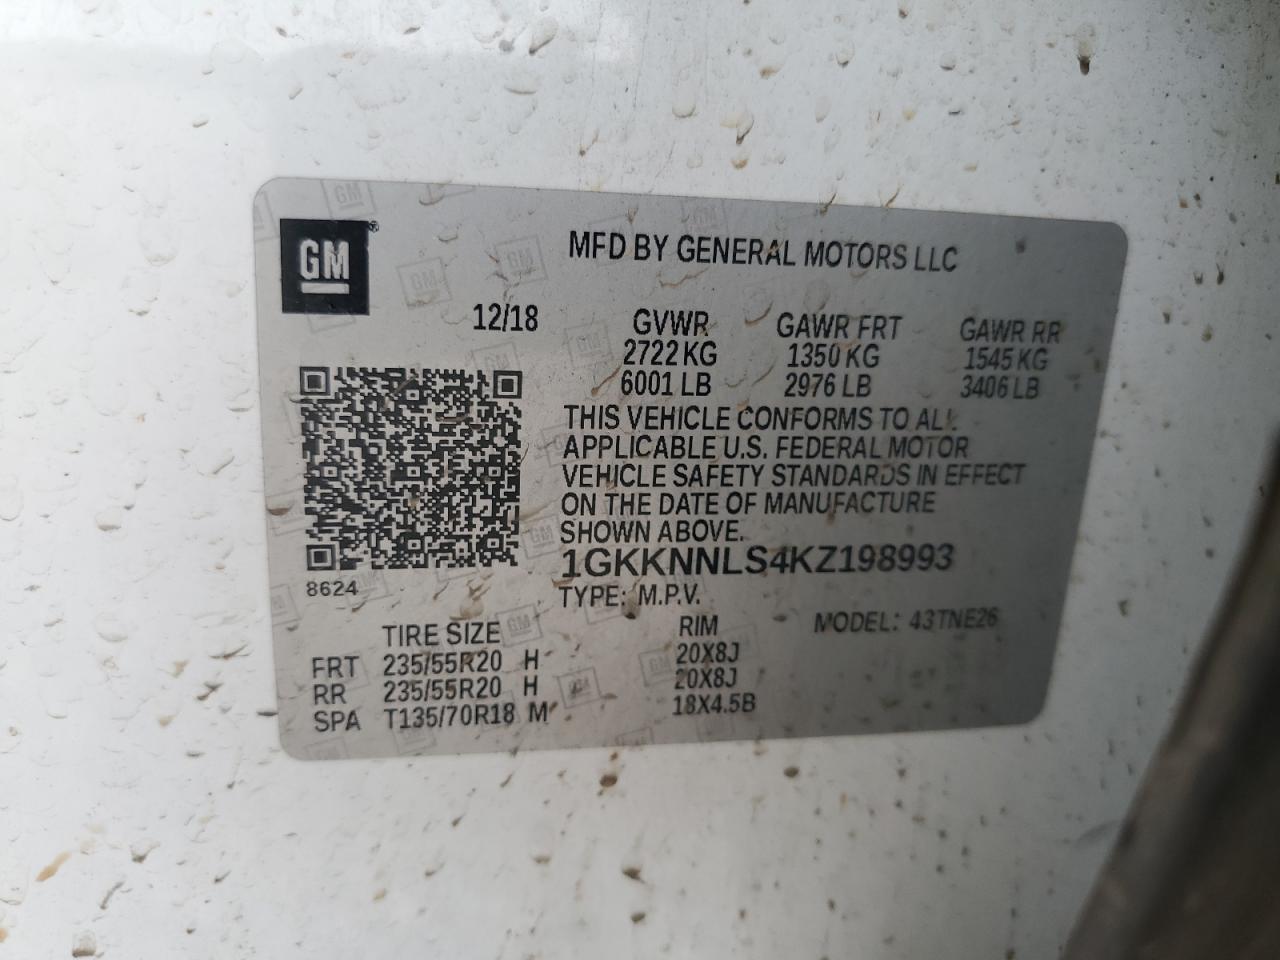 GM®
MFD BY GENERAL MOTORS LLC
12/18 GVWR GAWR FRT GAWR RR
2722 KG 1350 KG 1545 KG
6001 LB 2976 LB 3406 LB
THIS VEHICLE CONFORMS TO ALL
APPLICABLE U.S. FEDERAL MOTOR
VEHICLE SAFETY STANDARDS IN EFFECT
ON THE DATE OF MANUFACTURE
SHOWN ABOVE.
1GKKNNLS4KZ198993
8624
TYPE: M.P.V.
MODEL: 43TNE26
TIRE SIZE RIM
FRT 235/55R20 H 20X8J
RR 235/55R20 H 20X8J
SPA T135/70R18 M 18X4.5B